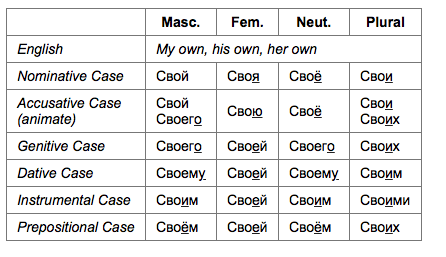 Masc. Fem. Neut. Plural
English My own, his own, her own
Nominative Case Свой Своя Своё Свои
Accusative Case Свой Свою Своё Свои
(animate) Своего Своих
Genitive Case Своего Своей Своего Своих
Dative Case Своему Своей Своему Своим
Instrumental Case Своим Своей Своим Своими
Prepositional Case Своём Своей Своём Своих